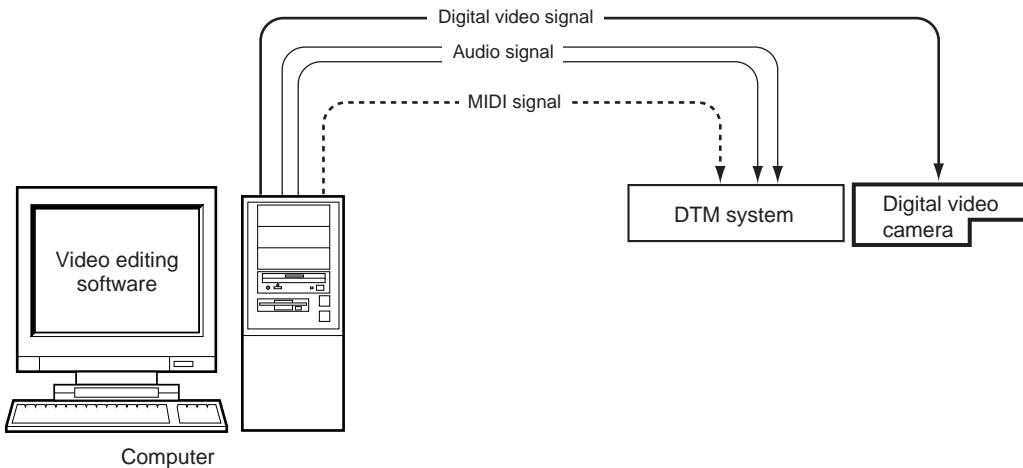 Digital video signal
Audio signal
MIDI signal
DTM system
Digital video
camera
Video editing
software
Computer